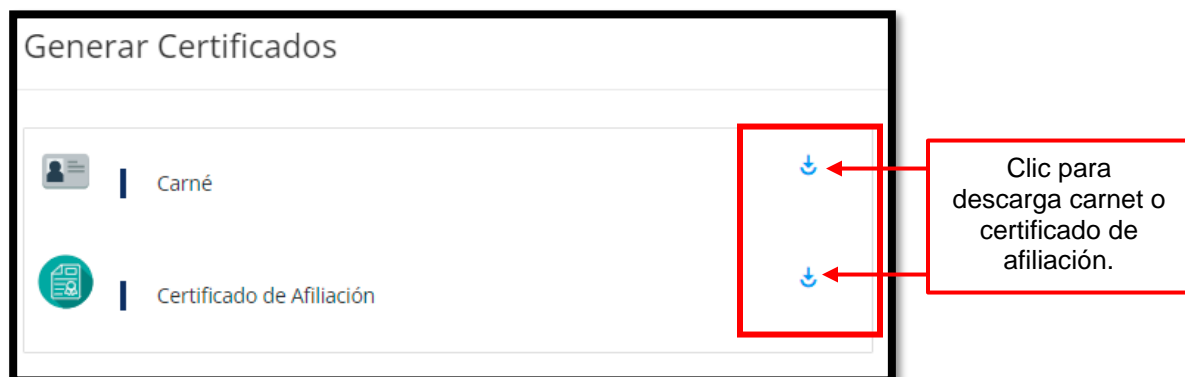 Generar Certificados
Carné
Certificado de Afiliación
Clic para
descarga carnet o
certificado de
afiliación.